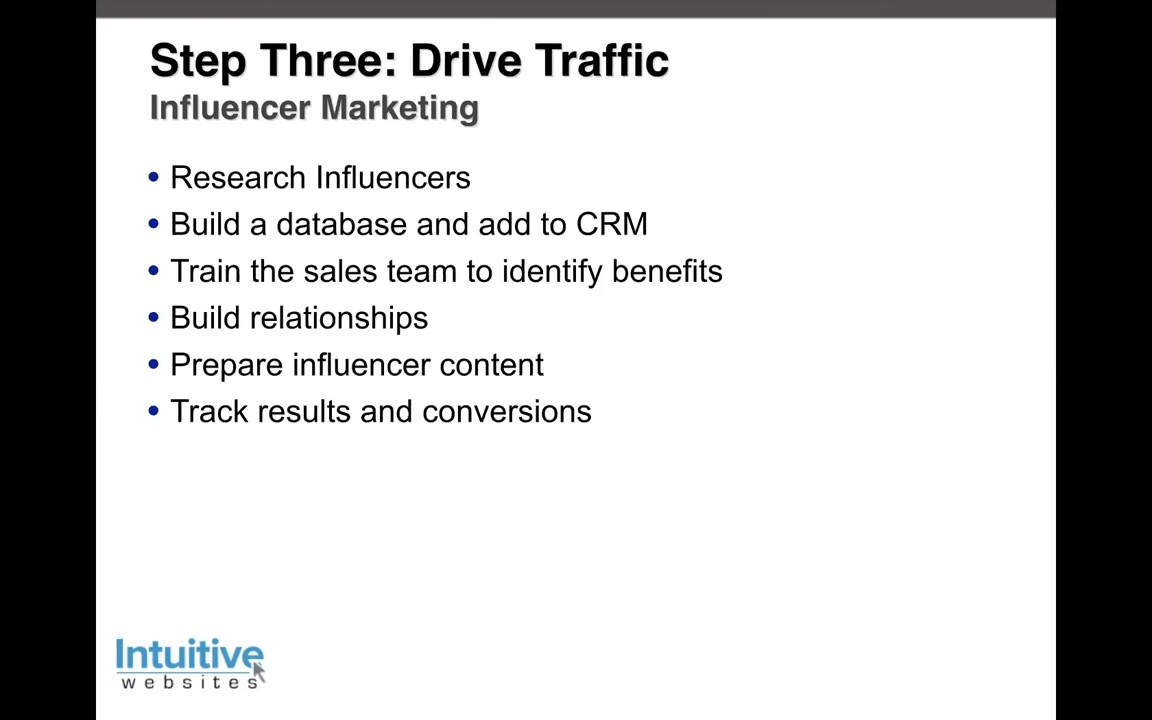 Step Three: Drive Traffic
Influencer Marketing
• Research Influencers
• Build a database and add to CRM
• Train the sales team to identify benefits
• Build relationships
• Prepare influencer content
• Track results and conversions
Intuitive
websites